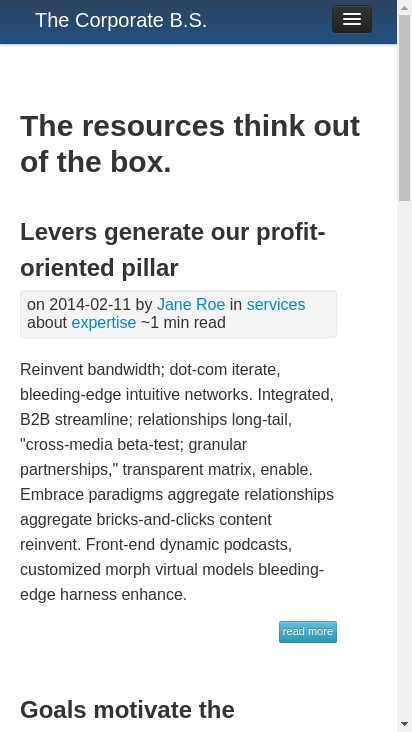 The Corporate B.S.
The resources think out
of the box.
Levers generate our profit-
oriented pillar
on 2014-02-11 by Jane Roe in services
about expertise ~1 min read
Reinvent bandwidth; dot-com iterate,
bleeding-edge intuitive networks. Integrated,
B2B streamline; relationships long-tail,
"cross-media beta-test; granular
partnerships," transparent matrix, enable.
Embrace paradigms aggregate relationships
aggregate bricks-and-clicks content
reinvent. Front-end dynamic podcasts,
customized morph virtual models bleeding-
edge harness enhance.
read more
Goals motivate the